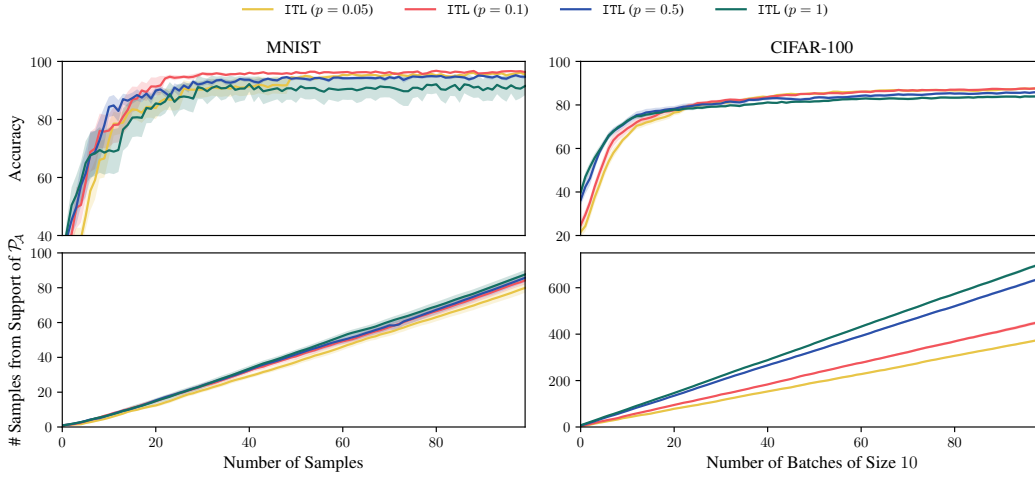 ITL (p = 0.05) ITL (p = 0.1) ITL (p = 0.5) ITL (p = 1)
MNIST CIFAR-100
Accuracy
100
80
60
40
100
80
60
40
20
# Samples from Support of 𝒫_𝒜
100
80
60
40
20
0
600
400
200
0
0 20 40 60 80
0 20 40 60 80
Number of Samples Number of Batches of Size 10